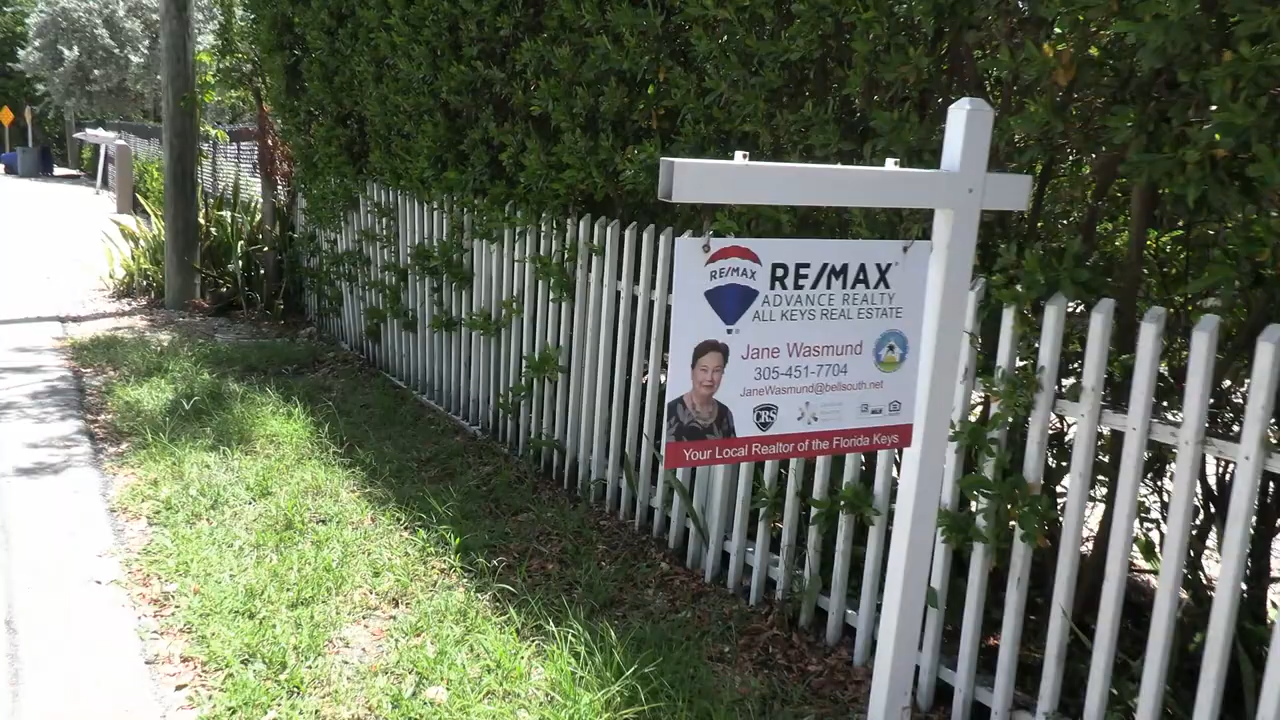 RE/MAX
RE/MAX
ADVANCE REALTY
ALL KEYS REAL ESTATE
Jane Wasmund
305-451-7704
JaneWasmund@bellsouth.net
CRS
MLS
Your Local Realtor of the Florida Keys